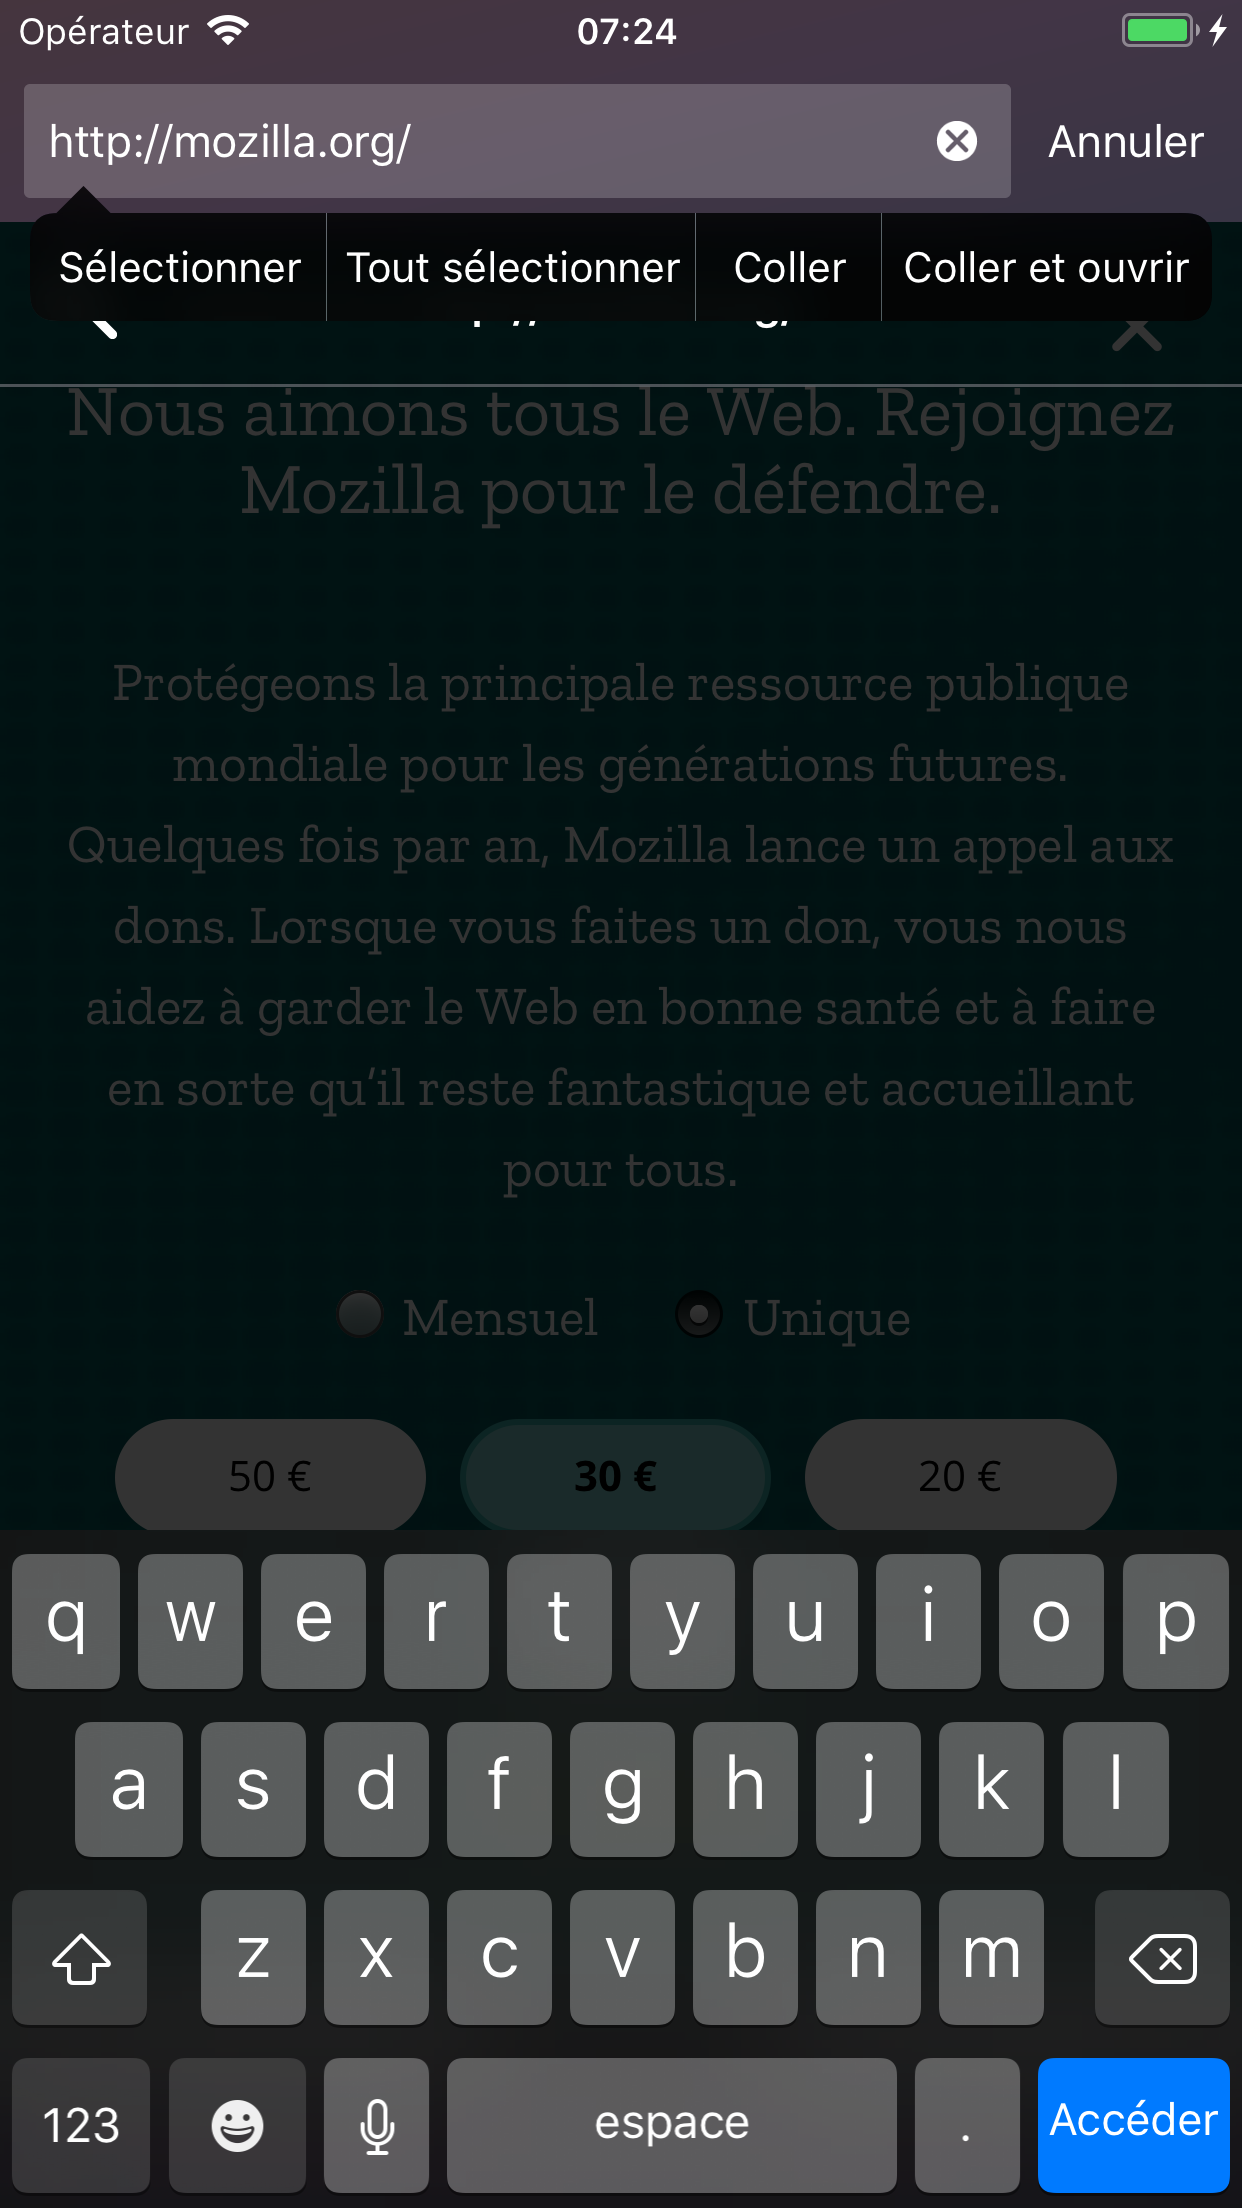 Opérateur 07:24
http://mozilla.org/ Annuler
Sélectionner Tout sélectionner Coller Coller et ouvrir
Nous aimons tous le Web. Rejoignez
Mozilla pour le défendre.
Protégeons la principale ressource publique
mondiale pour les générations futures.
Quelques fois par an, Mozilla lance un appel aux
dons. Lorsque vous faites un don, vous nous
aidez à garder le Web en bonne santé et à faire
en sorte qu’il reste fantastique et accueillant
pour tous.
Mensuel Unique
50 € 30 € 20 €
q w e r t y u i o p
a s d f g h j k l
z x c v b n m
123 espace . Accéder